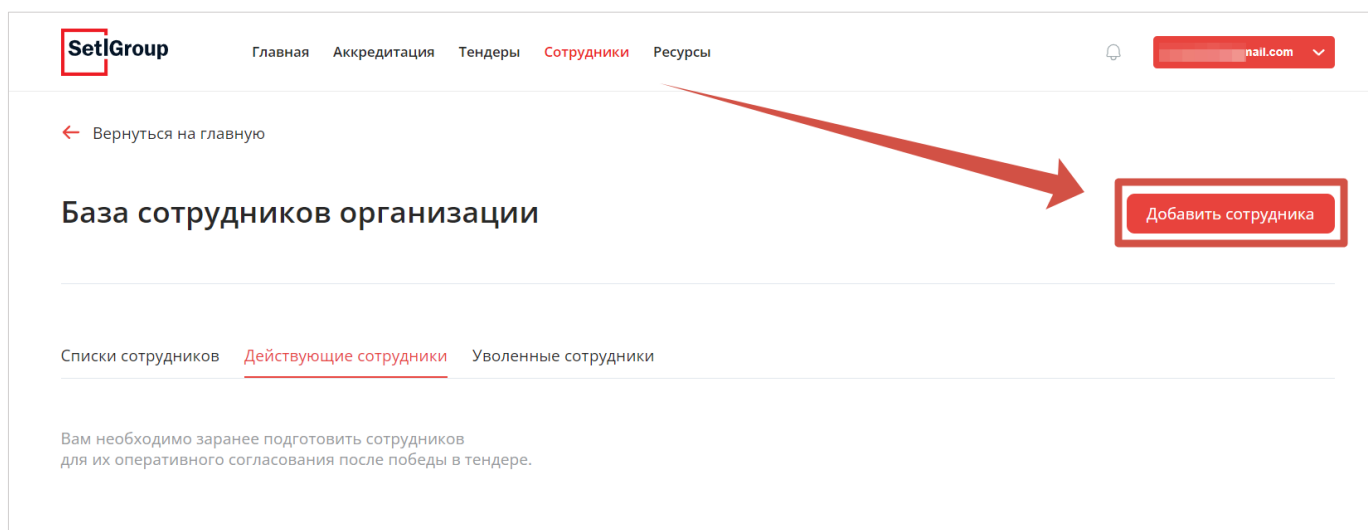 SetlGroup
Главная Аккредитация Тендеры Сотрудники Ресурсы
mail.com
Вернуться на главную
База сотрудников организации
Добавить сотрудника
Списки сотрудников Действующие сотрудники Уволенные сотрудники
Вам необходимо заранее подготовить сотрудников
для их оперативного согласования после победы в тендере.